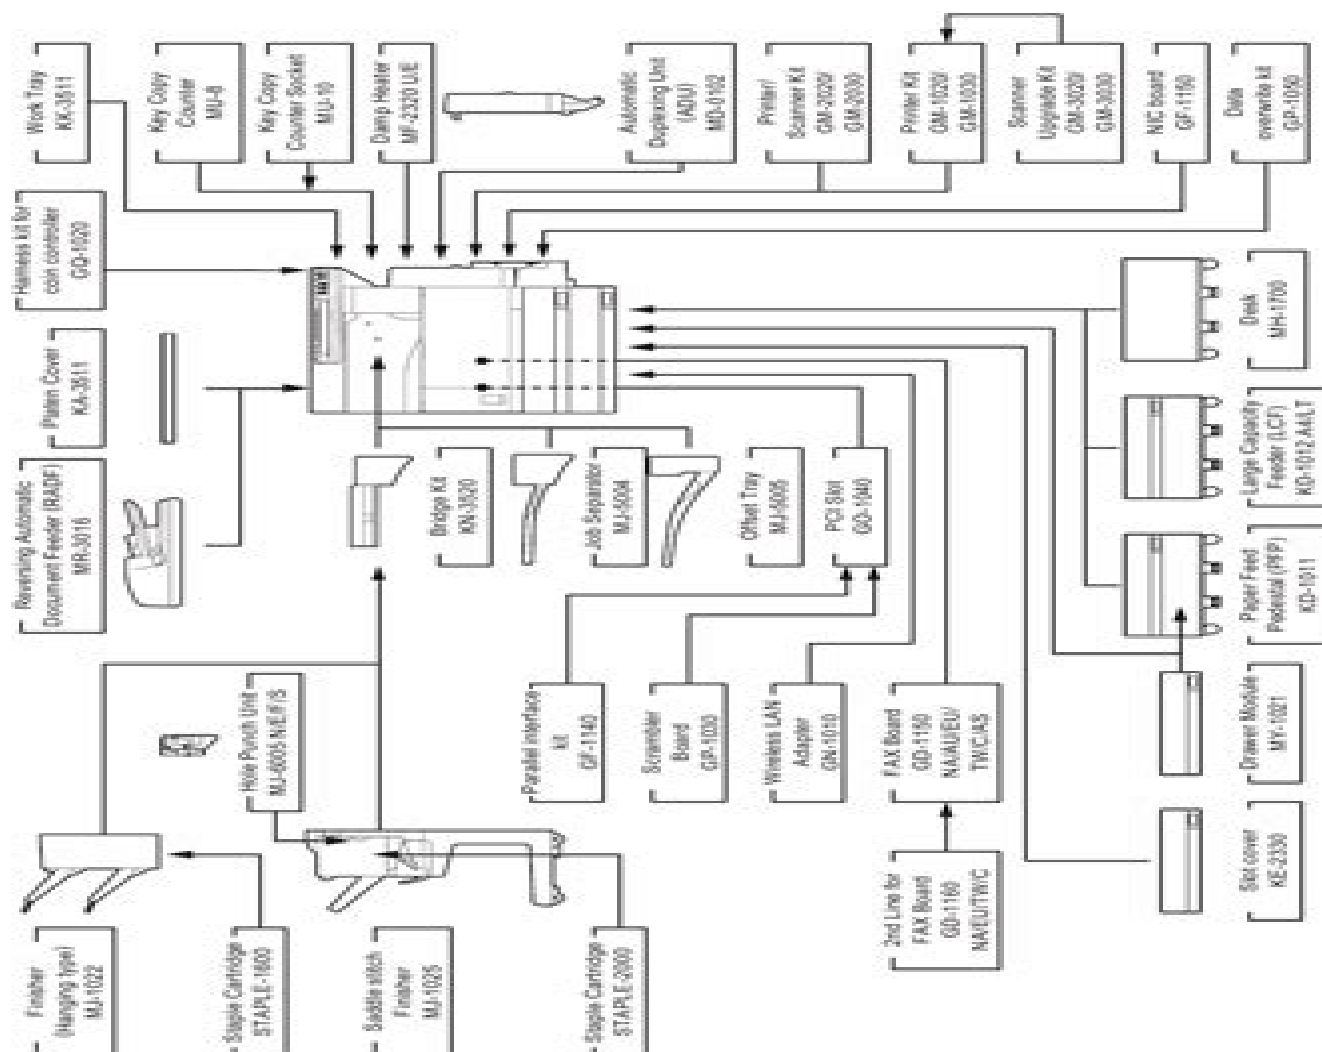 Finisher
(Hanging type)
MJ-1022
Staple Cartridge
STAPLE-1600
Saddle stitch
Finisher
MJ-1025
Staple Cartridge
STAPLE-2000
Hole Punch Unit
MJ-6005 N/E/F/S
2nd Line for
FAX Board
GD-1160
NA/EU/TW/C
Slot cover
KE-2330
Reversing Automatic
Document Feeder (RADF)
MR-3016
Platen Cover
KA-3511
Harness kit for
coin controller
GQ-1020
Work Tray
KK-3511
Key Copy
Counter
MU-8
Key Copy
Counter Socket
MU-10
Damp Heater
MF-2320 U/E
Automatic
Duplexing Unit
(ADU)
MD-0102
Printer/
Scanner Kit
GM-2020/
GM-2030
Printer Kit
GM-1020/
GM-1030
Scanner
Upgrade Kit
GM-3020/
GM-3030
NIC board
GF-1150
Data
overwrite kit
GP-1050
Bridge Kit
KN-3520
Job Separator
MJ-5004
Offset Tray
MJ-5005
PCI Slot
GO-1040
Parallel interface
kit
GF-1140
Scrambler
Board
GP-1030
Wireless LAN
Adapter
GN-1010
FAX Board
GD-1150
NA/AU/EU/
TW/C/AS
Drawer Module
MY-1021
Paper Feed
Pedestal (PFP)
KD-1011
Large Capacity
Feeder (LCF)
KD-1012 A4/LT
Desk
MH-1700